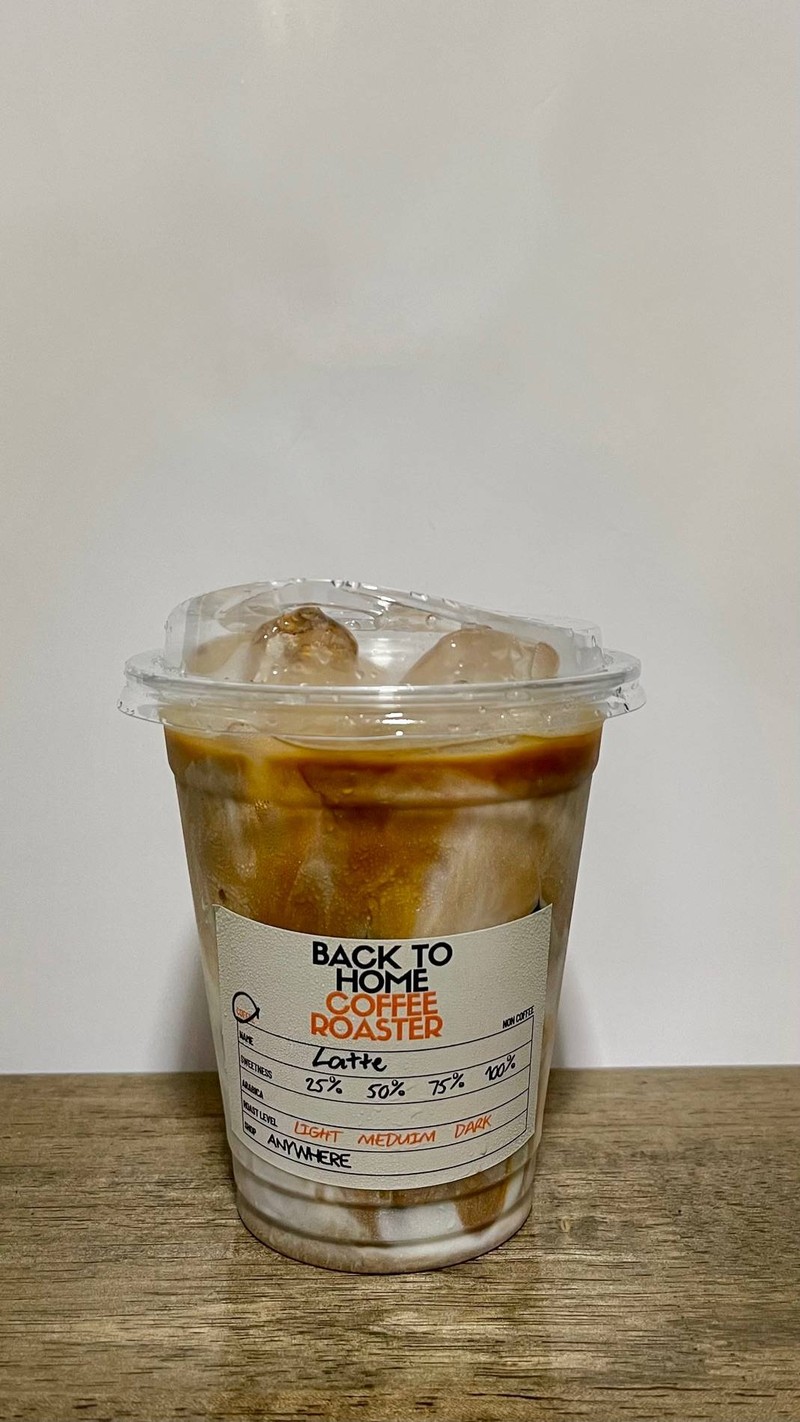 BACK TO
HOME
COFFEE
ROASTER
NON COFFEE
NAME Latte
SWEETNESS 25% 50% 75% 100%
ARABICA
ROAST LEVEL LIGHT MEDUIM DARK
SHOP ANYWHERE